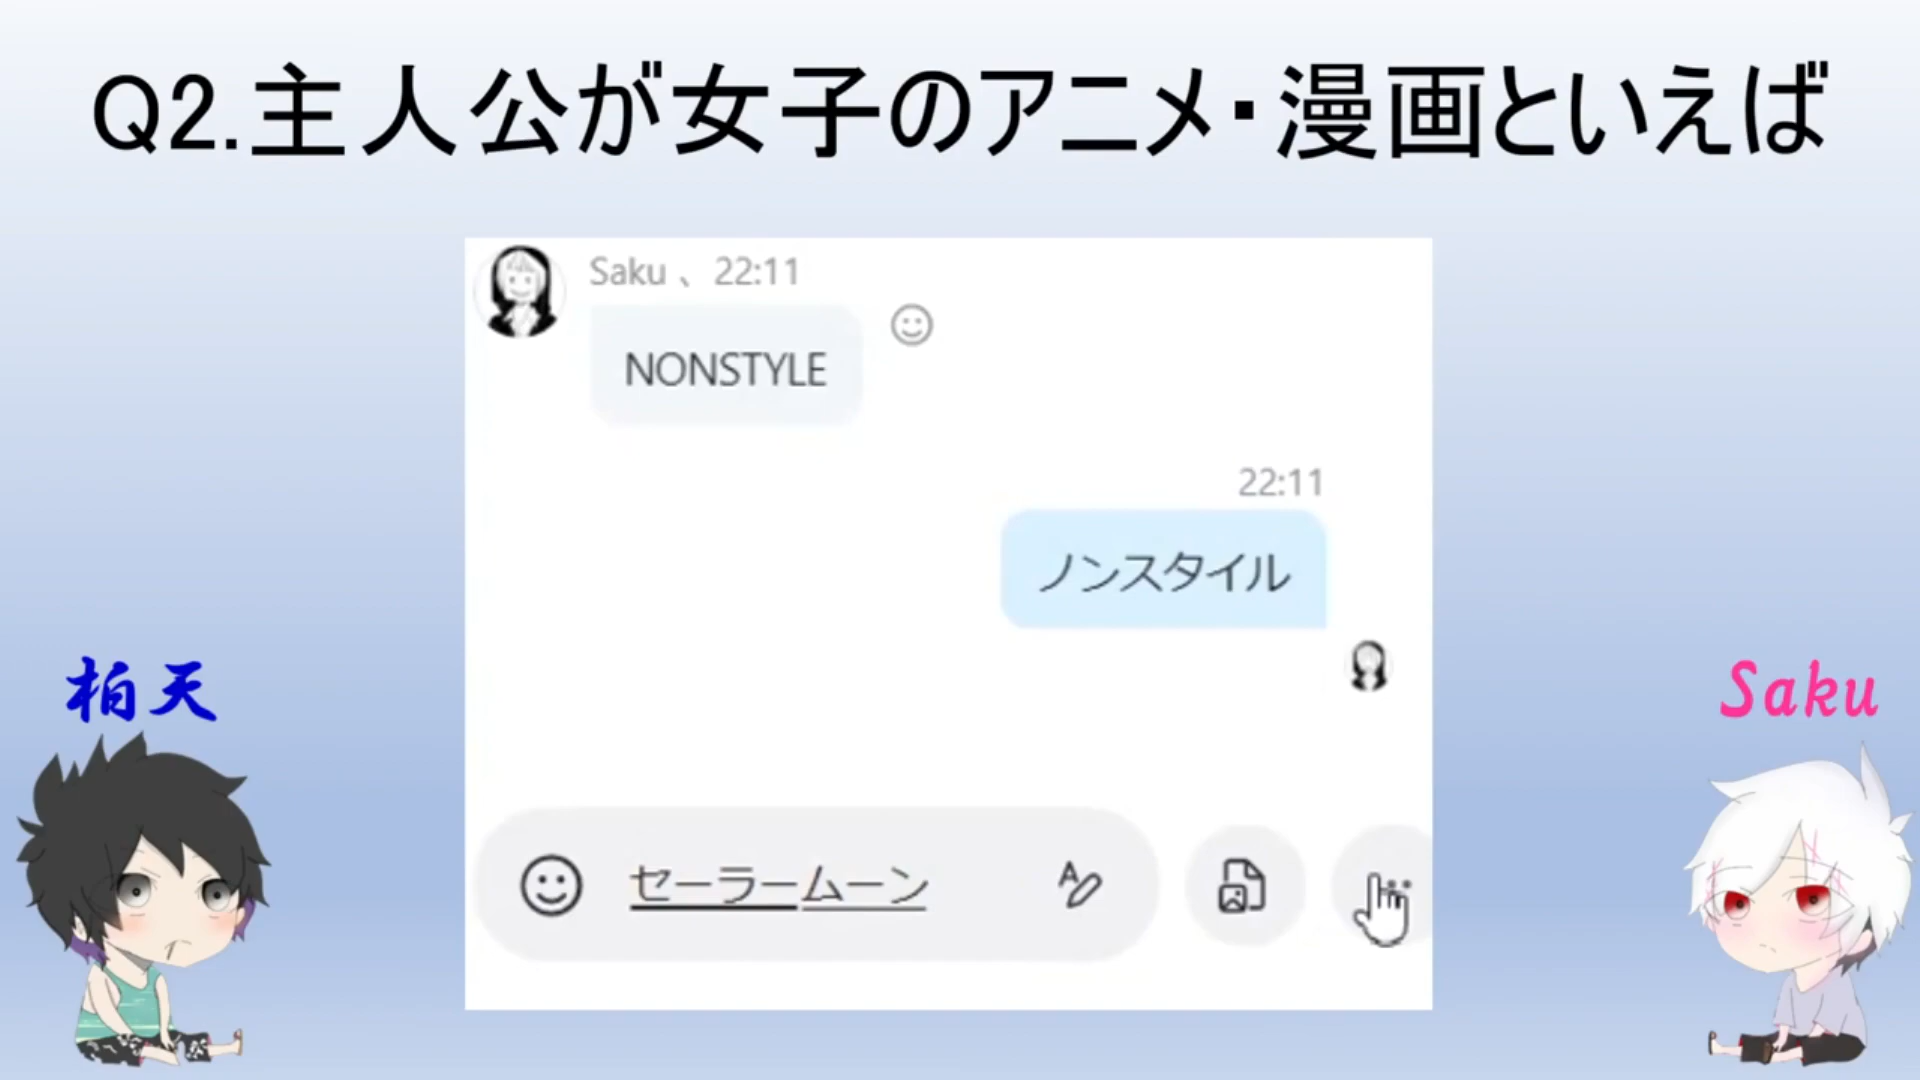 Q2.主人公が女子のアニメ・漫画といえば
Saku 、22:11
NONSTYLE
22:11
ノンスタイル
柏天
Saku
セーラームーン